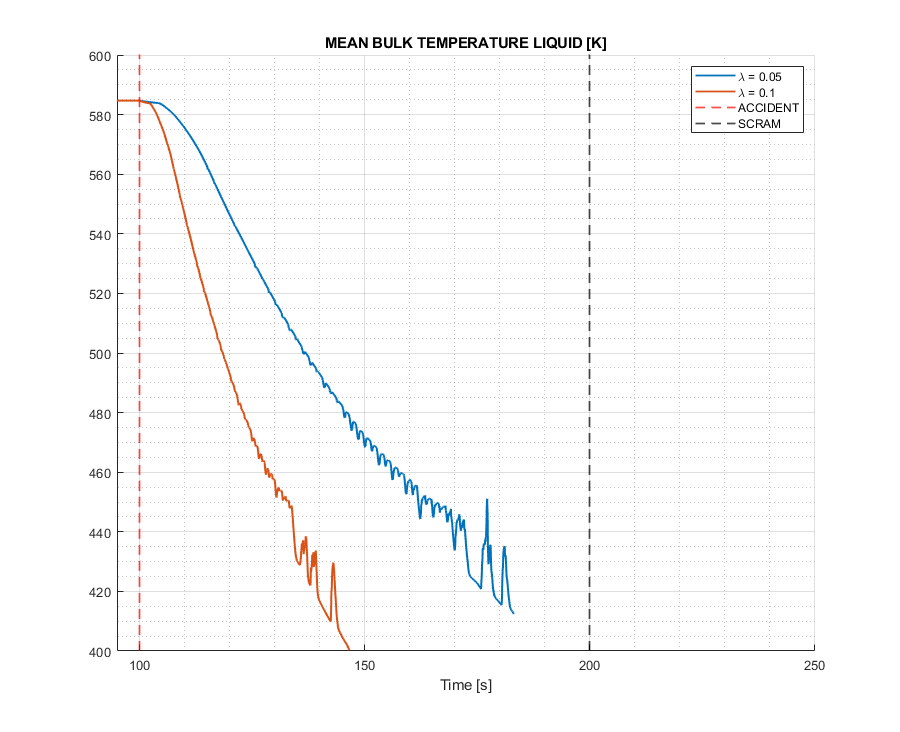 MEAN BULK TEMPERATURE LIQUID [K]
600
580
560
540
520
500
480
460
440
420
400
λ = 0.05
λ = 0.1
ACCIDENT
SCRAM
100 150 200 250
Time [s]